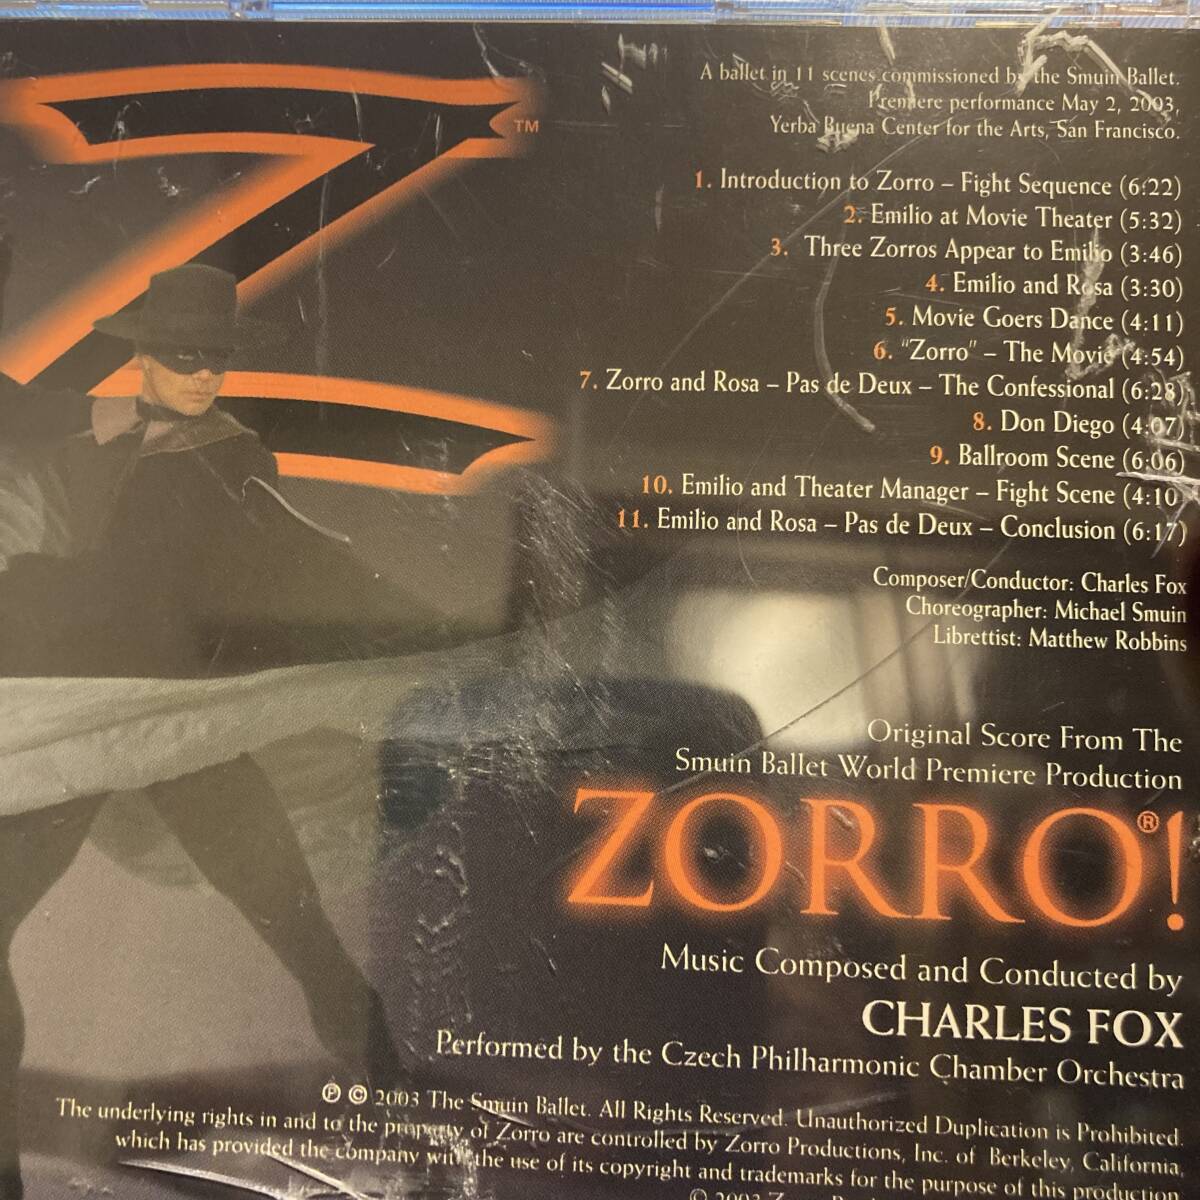 A ballet in 11 scenes commissioned by the Smuin Ballet.
Premiere performance May 2, 2003,
Yerba Buena Center for the Arts, San Francisco.
Z TM
1. Introduction to Zorro – Fight Sequence (6:22)
2. Emilio at Movie Theater (5:32)
3. Three Zorros Appear to Emilio (3:46)
4. Emilio and Rosa (3:30)
5. Movie Goers Dance (4:11)
6. "Zorro" – The Movie (4:54)
7. Zorro and Rosa – Pas de Deux – The Confessional (6:28)
8. Don Diego (4:07)
9. Ballroom Scene (6:06)
10. Emilio and Theater Manager – Fight Scene (4:10)
11. Emilio and Rosa – Pas de Deux – Conclusion (6:17)
Composer/Conductor: Charles Fox
Choreographer: Michael Smuin
Librettist: Matthew Robbins
Original Score From The
Smuin Ballet World Premiere Production
ZORRO®!
Music Composed and Conducted by
CHARLES FOX
Performed by the Czech Philharmonic Chamber Orchestra
℗ © 2003 The Smuin Ballet. All Rights Reserved. Unauthorized Duplication is Prohibited.
The underlying rights in and to the property of Zorro are controlled by Zorro Productions, Inc. of Berkeley, California,
which has provided the company with the use of its copyright and trademarks for the purpose of this production
© 2003